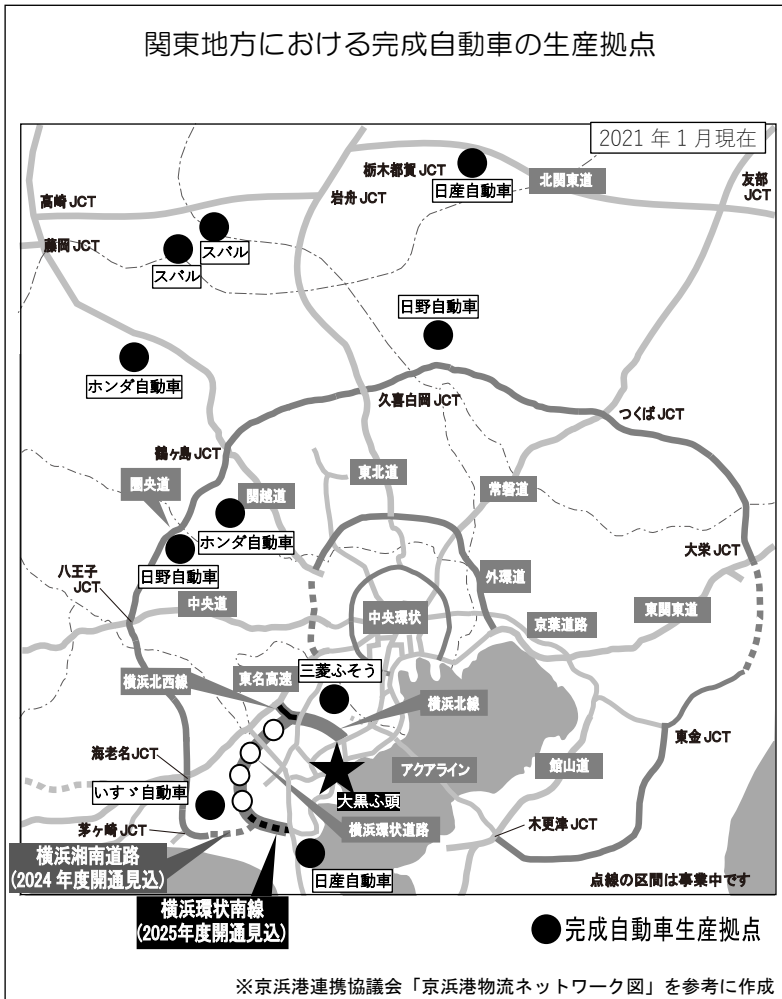 関東地方における完成自動車の生産拠点
2021 年 1 月現在
栃木都賀 JCT
日産自動車
北関東道
友部
JCT
高崎 JCT
岩舟 JCT
藤岡 JCT
スバル
スバル
日野自動車
ホンダ自動車
久喜白岡 JCT
つくば JCT
鶴ヶ島 JCT
圏央道
関越道
東北道
常磐道
ホンダ自動車
日野自動車
大栄 JCT
八王子
JCT
中央道
外環道
中央環状
京葉道路
東関東道
三菱ふそう
横浜北西線
東名高速
横浜北線
東金 JCT
海老名 JCT
アクアライン
館山道
いすゞ自動車
大黒ふ頭
横浜環状道路
茅ヶ崎 JCT
木更津 JCT
横浜湘南道路
(2024 年度開通見込)
日産自動車
点線の区間は事業中です
横浜環状南線
(2025年度開通見込)
●完成自動車生産拠点
※京浜港連携協議会「京浜港物流ネットワーク図」を参考に作成